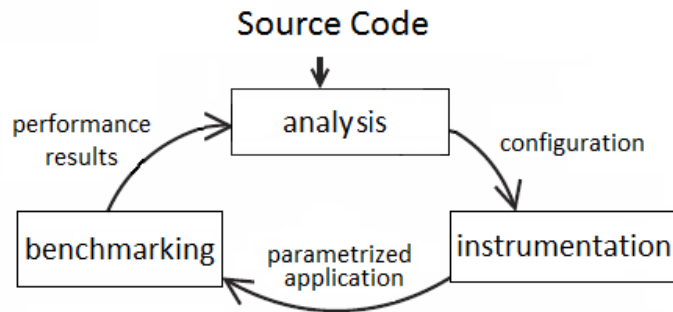 Source Code
analysis
performance
results
configuration
benchmarking
parametrized
application
instrumentation